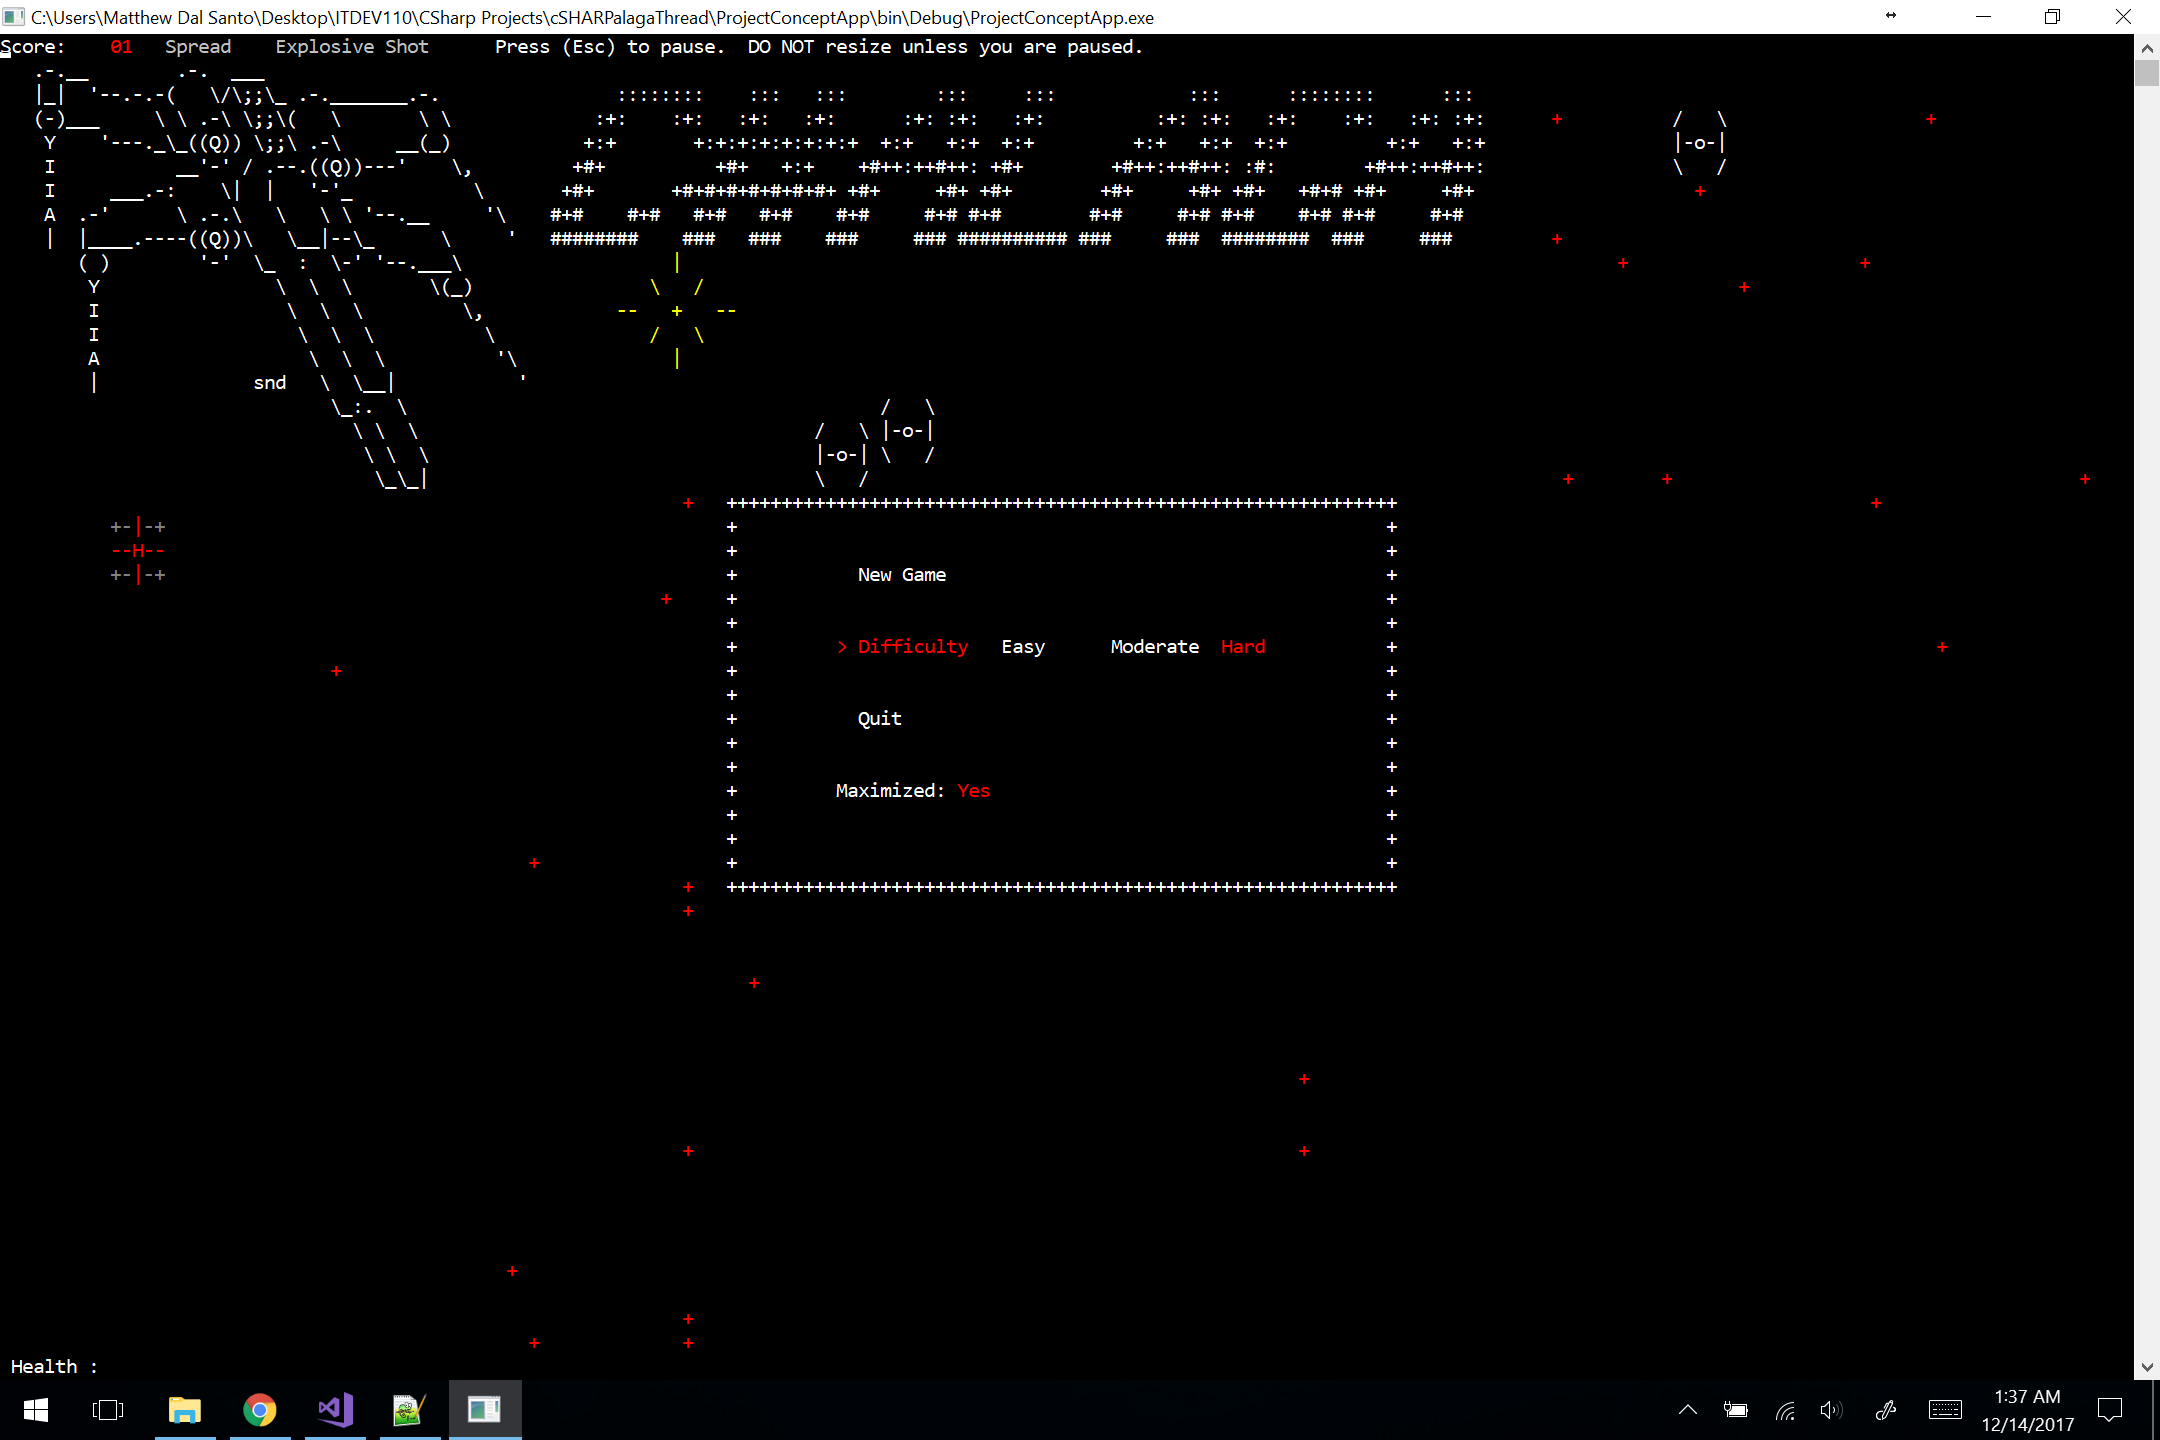 C:\Users\Matthew Dal Santo\Desktop\ITDEV110\CSharp Projects\cSHARPalagaThread\ProjectConceptApp\bin\Debug\ProjectConceptApp.exe
Score: 01 Spread Explosive Shot Press (Esc) to pause. DO NOT resize unless you are paused.
C#ALAGA
snd
New Game
> Difficulty Easy Moderate Hard
Quit
Maximized: Yes
Health :
1:37 AM
12/14/2017